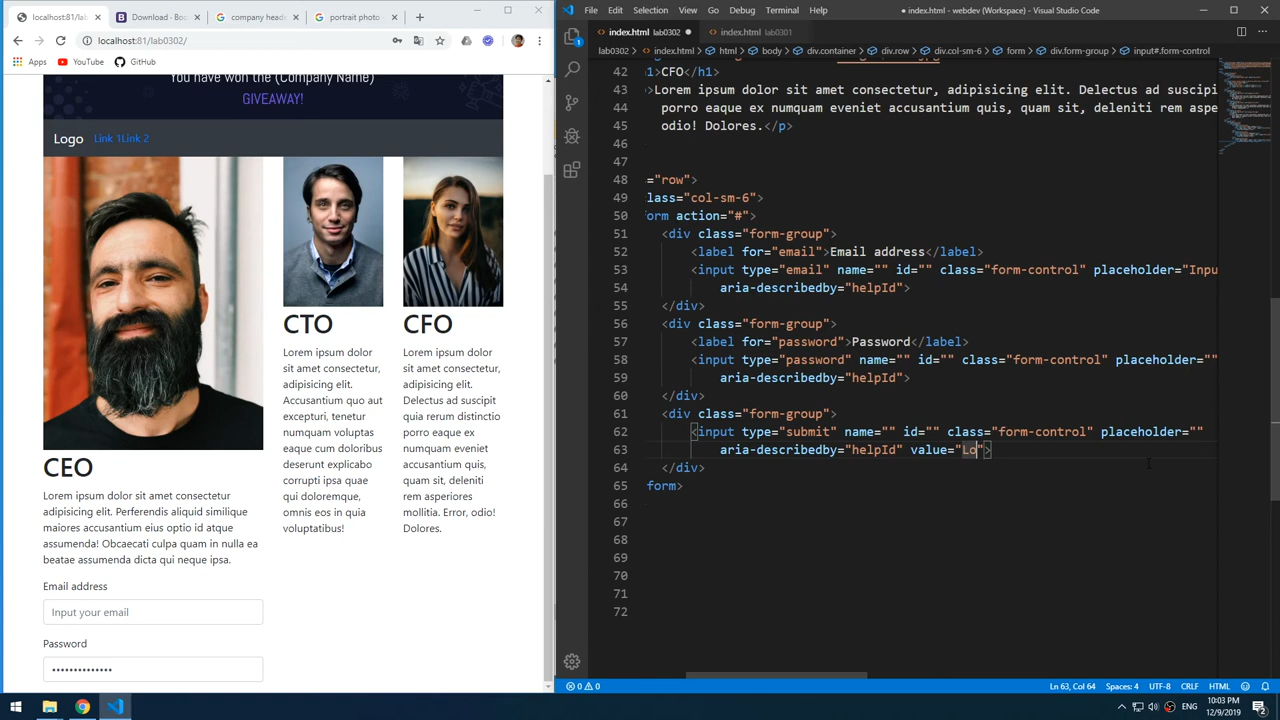 localhost:81/lab
Download - Boo
company head
portrait photo
localhost:81/lab0302/
Apps
YouTube
GitHub
You have won the (Company Name)
GIVEAWAY!
Logo
Link 1Link 2
CEO
Lorem ipsum dolor sit amet consectetur
adipisicing elit. Perferendis aliquid similique
maiores accusantium eius optio id atque
assumenda! Obcaecati culpa quam in nulla ea
beatae assumenda dicta qui neque ipsa.
CTO
Lorem ipsum dolor
sit amet consectetur,
adipisicing elit.
Accusantium quo aut
excepturi, tenetur
numquam voluptas
eaque cum doloribus
deserunt explicabo
corrupti ipsa quae
qui doloremque,
omnis eos in quia
voluptatibus!
CFO
Lorem ipsum dolor
sit amet consectetur,
adipisicing elit.
Delectus ad suscipit
quia rerum distinctio
porro eaque ex
numquam eveniet
accusantium quis,
quam sit, deleniti
rem asperiores
mollitia. Error, odio!
Dolores.
Email address
Input your email
Password
••••••••••••••
File Edit Selection View Go Debug Terminal Help
● index.html - webdev (Workspace) - Visual Studio Code
index.html lab0302 ●
index.html lab0301
lab0302 > index.html > html > body > div.container > div.row > div.col-sm-6 > form > div.form-group > input#.form-control
42 h1>CFO</h1>
43 >Lorem ipsum dolor sit amet consectetur, adipisicing elit. Delectus ad suscipi
44 porro eaque ex numquam eveniet accusantium quis, quam sit, deleniti rem aspe
45 odio! Dolores.</p>
46
47
48 ="row">
49 lass="col-sm-6">
50 orm action="#">
51 <div class="form-group">
52 <label for="email">Email address</label>
53 <input type="email" name="" id="" class="form-control" placeholder="Inpu
54 aria-describedby="helpId">
55 </div>
56 <div class="form-group">
57 <label for="password">Password</label>
58 <input type="password" name="" id="" class="form-control" placeholder=""
59 aria-describedby="helpId">
60 </div>
61 <div class="form-group">
62 <input type="submit" name="" id="" class="form-control" placeholder=""
63 aria-describedby="helpId" value="Lo">
64 </div>
65 form>
66
67
68
69
70
71
72
0 0 Ln 63, Col 64 Spaces: 4 UTF-8 CRLF HTML
ENG
10:03 PM
12/9/2019
2